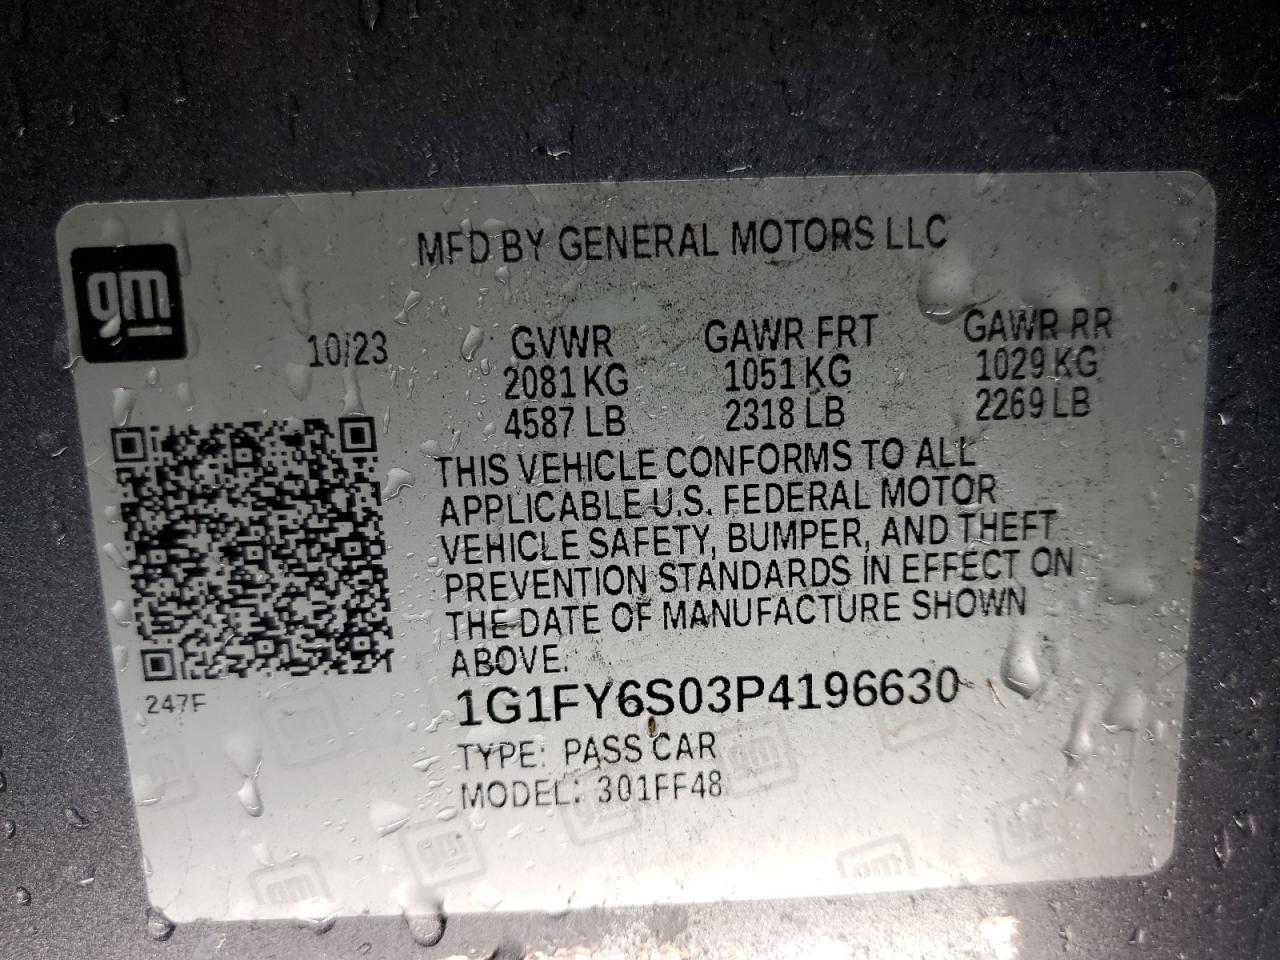 MFD BY GENERAL MOTORS LLC
gm
10/23 GVWR GAWR FRT GAWR RR
2081 KG 1051 KG 1029 KG
4587 LB 2318 LB 2269 LB
THIS VEHICLE CONFORMS TO ALL
APPLICABLE U.S. FEDERAL MOTOR
VEHICLE SAFETY, BUMPER, AND THEFT
PREVENTION STANDARDS IN EFFECT ON
THE DATE OF MANUFACTURE SHOWN
ABOVE.
247F
1G1FY6S03P4196630
TYPE: PASS CAR
MODEL: 301FF48